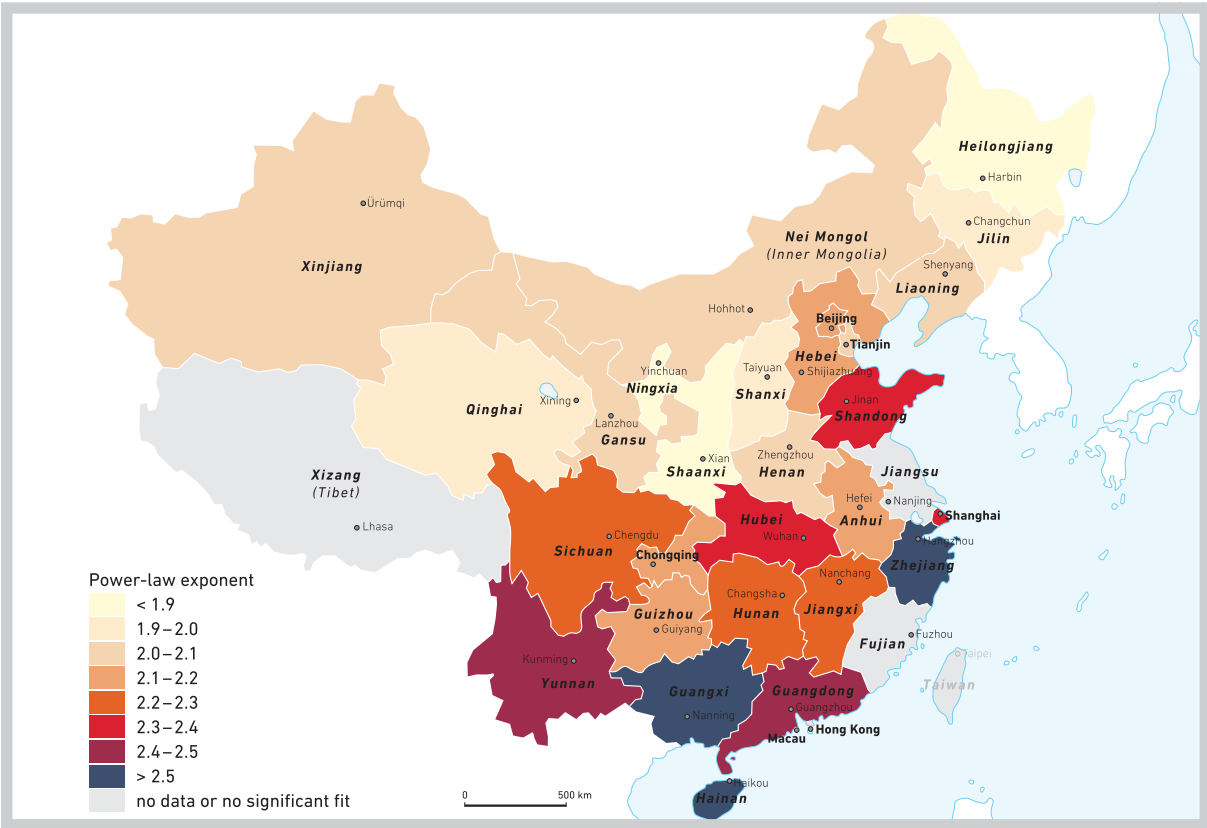 Heilongjiang
Harbin
Ürümqi
Changchun
Jilin
Nei Mongol
(Inner Mongolia)
Xinjiang
Shenyang
Liaoning
Hohhot
Beijing
Tianjin
Hebei
Shijiazhuang
Yinchuan
Ningxia
Taiyuan
Shanxi
Qinghai
Xining
Lanzhou
Gansu
Jinan
Shandong
Xian
Shaanxi
Zhengzhou
Henan
Jiangsu
Xizang
(Tibet)
Lhasa
Hefei
Anhui
Nanjing
Shanghai
Hubei
Wuhan
Chengdu
Sichuan
Chongqing
Hangzhou
Zhejiang
Nanchang
Jiangxi
Changsha
Hunan
Guizhou
Guiyang
Fujian
Fuzhou
Taipei
Taiwan
Kunming
Yunnan
Guangxi
Nanning
Guangdong
Guangzhou
Macau
Hong Kong
Haikou
Hainan
Power-law exponent
< 1.9
1.9–2.0
2.0–2.1
2.1–2.2
2.2–2.3
2.3–2.4
2.4–2.5
> 2.5
no data or no significant fit
0 500 km